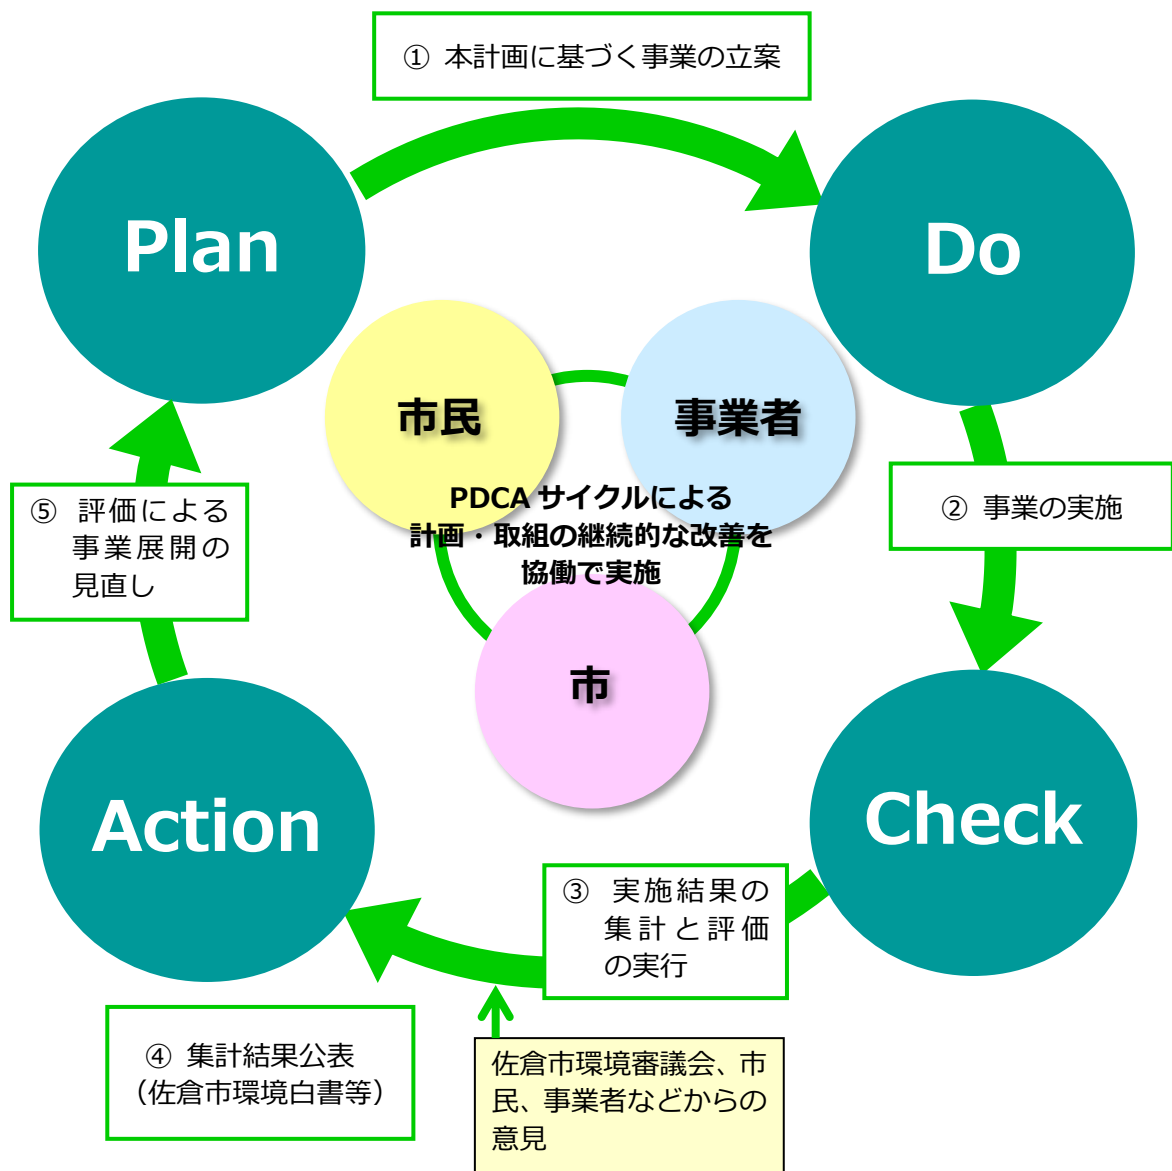 ① 本計画に基づく事業の立案
Plan
Do
市民
事業者
PDCA サイクルによる
計画・取組の継続的な改善を
協働で実施
市
② 事業の実施
⑤ 評価による
事業展開の
見直し
Action
Check
③ 実施結果の
集計と評価
の実行
④ 集計結果公表
（佐倉市環境白書等）
佐倉市環境審議会、市
民、事業者などからの
意見